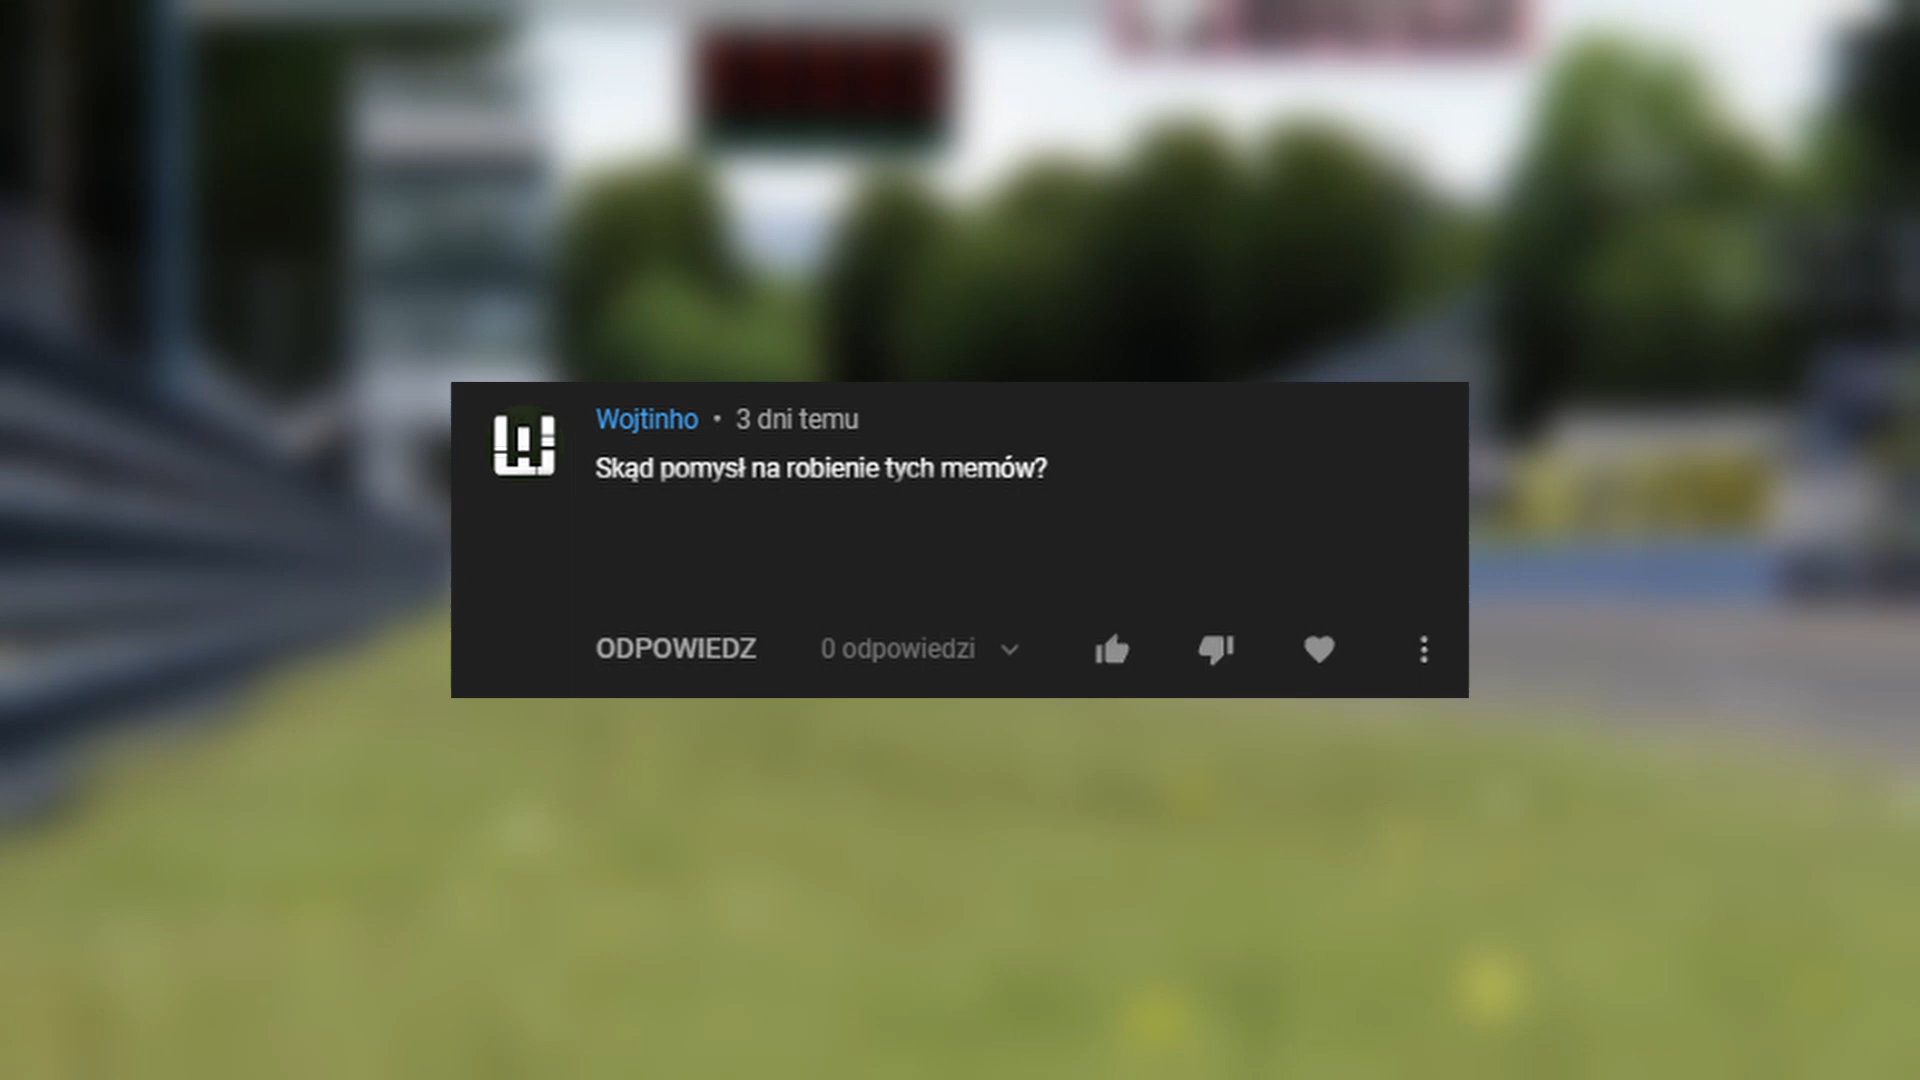 Wojtinho • 3 dni temu
Skąd pomysł na robienie tych memów?
ODPOWIEDZ 0 odpowiedzi